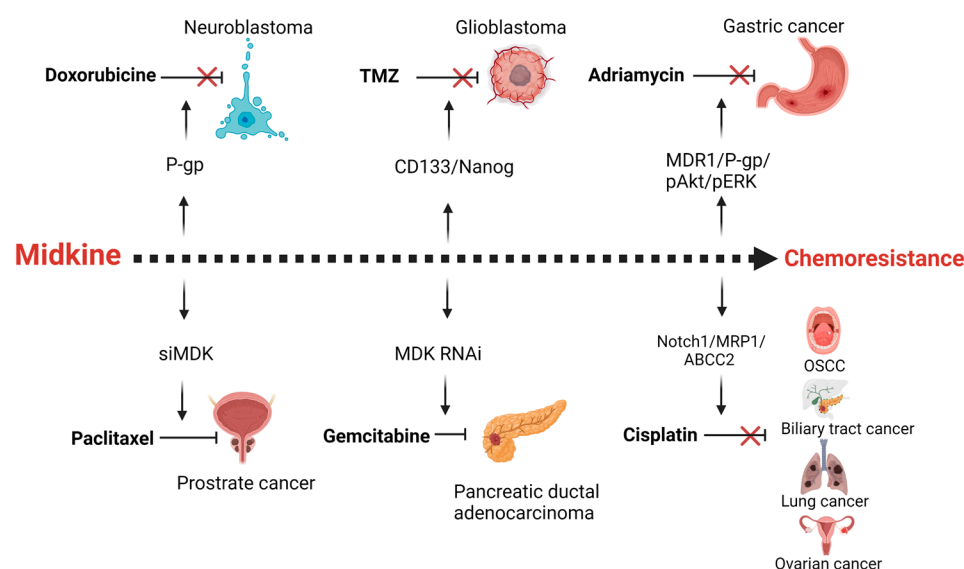 Neuroblastoma
Glioblastoma
Gastric cancer
Doxorubicine
TMZ
Adriamycin
P-gp
CD133/Nanog
MDR1/P-gp/
pAkt/pERK
Midkine
Chemoresistance
siMDK
MDK RNAi
Notch1/MRP1/
ABCC2
OSCC
Paclitaxel
Gemcitabine
Cisplatin
Biliary tract cancer
Prostrate cancer
Pancreatic ductal
adenocarcinoma
Lung cancer
Ovarian cancer